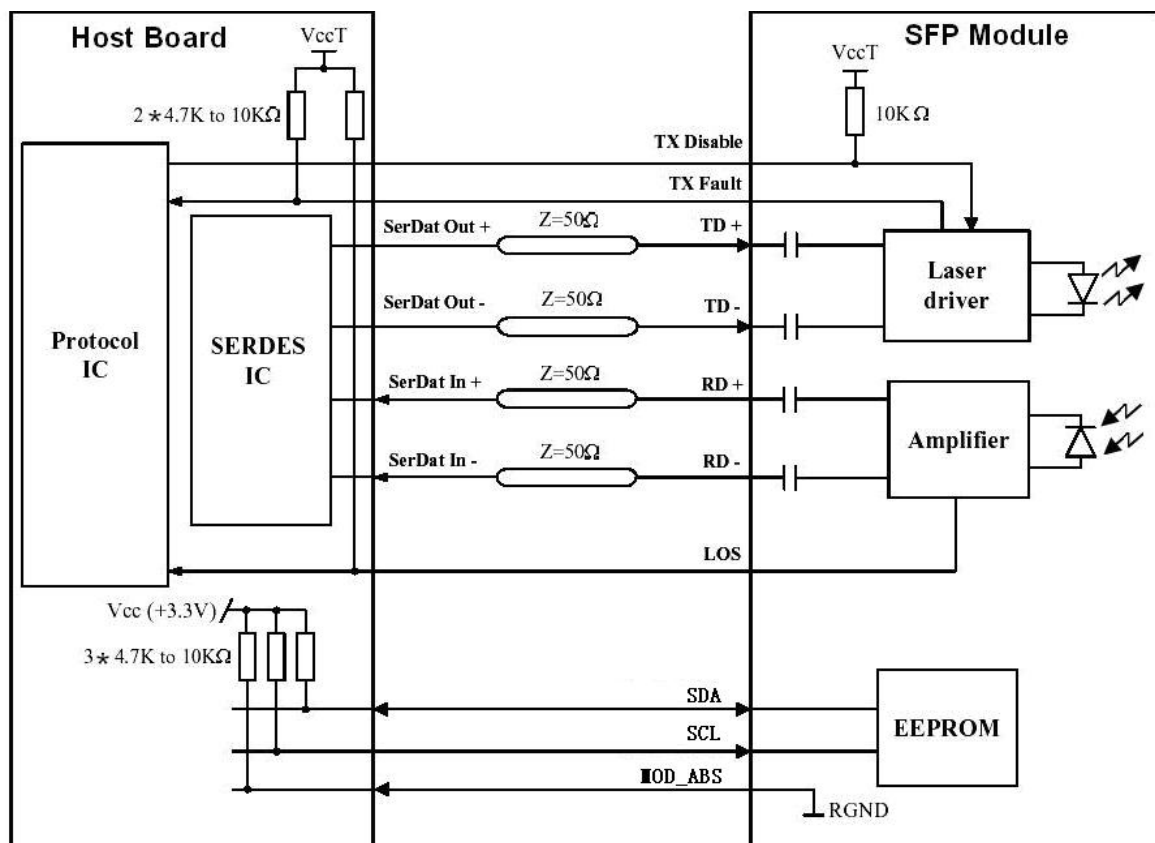 Host Board
SFP Module
VccT
VccT
2*4.7K to 10KΩ
10KΩ
TX Disable
TX Fault
SerDat Out +
Z=50Ω
TD +
Laser
driver
SerDat Out -
Z=50Ω
TD -
Protocol
IC
SERDES
IC
SerDat In +
Z=50Ω
RD +
Amplifier
SerDat In -
Z=50Ω
RD -
LOS
Vcc (+3.3V)
3*4.7K to 10KΩ
SDA
SCL
EEPROM
MOD_ABS
RGND